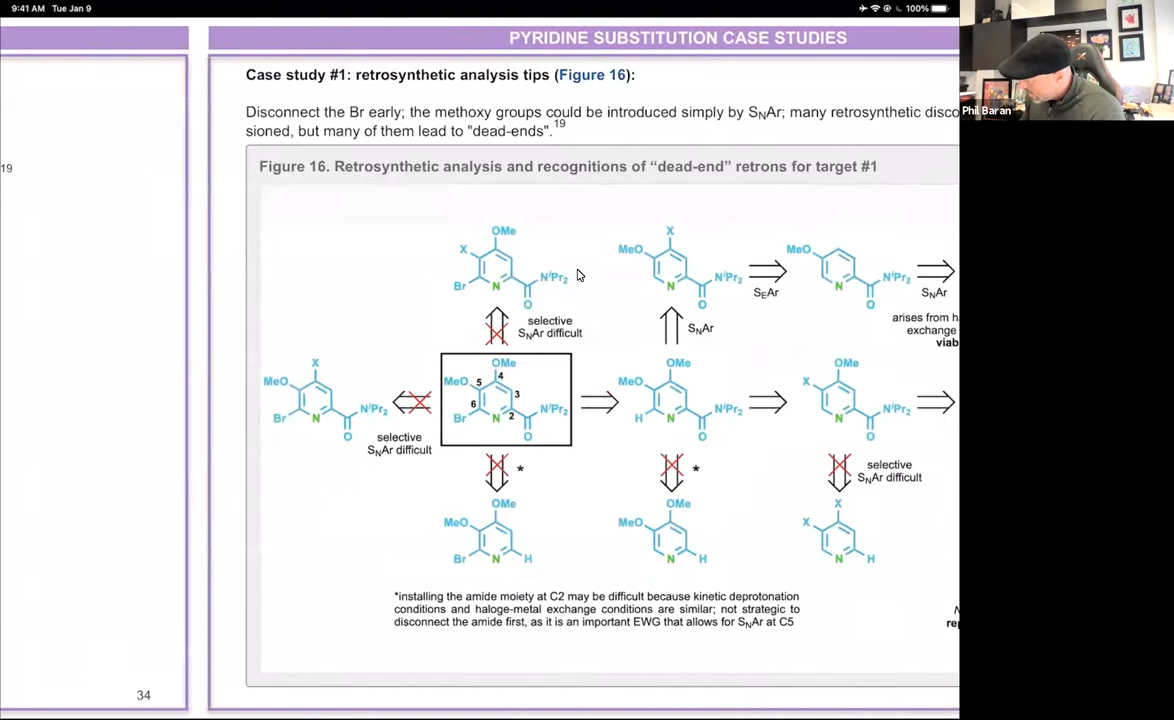 9:41 AM Tue Jan 9
100%
PYRIDINE SUBSTITUTION CASE STUDIES
Phil Baran
Case study #1: retrosynthetic analysis tips (Figure 16):
Disconnect the Br early; the methoxy groups could be introduced simply by SNAr; many retrosynthetic disco
sioned, but many of them lead to "dead-ends".19
19
Figure 16. Retrosynthetic analysis and recognitions of “dead-end” retrons for target #1
OMe
X
Br
N
NiPr2
O
X
MeO
N
NiPr2
O
SEAr
MeO
N
NiPr2
O
SNAr
selective
SNAr difficult
SNAr
arises from h
exchange
viab
X
MeO
Br
N
NiPr2
O
selective
SNAr difficult
OMe
MeO
5
4
3
6
2
Br
N
NiPr2
O
OMe
MeO
H
N
NiPr2
O
OMe
X
N
NiPr2
O
*
*
selective
SNAr difficult
OMe
MeO
Br
N
H
OMe
MeO
N
H
X
X
N
H
*installing the amide moiety at C2 may be difficult because kinetic deprotonation
conditions and haloge-metal exchange conditions are similar; not strategic to
disconnect the amide first, as it is an important EWG that allows for SNAr at C5
N
rep
34